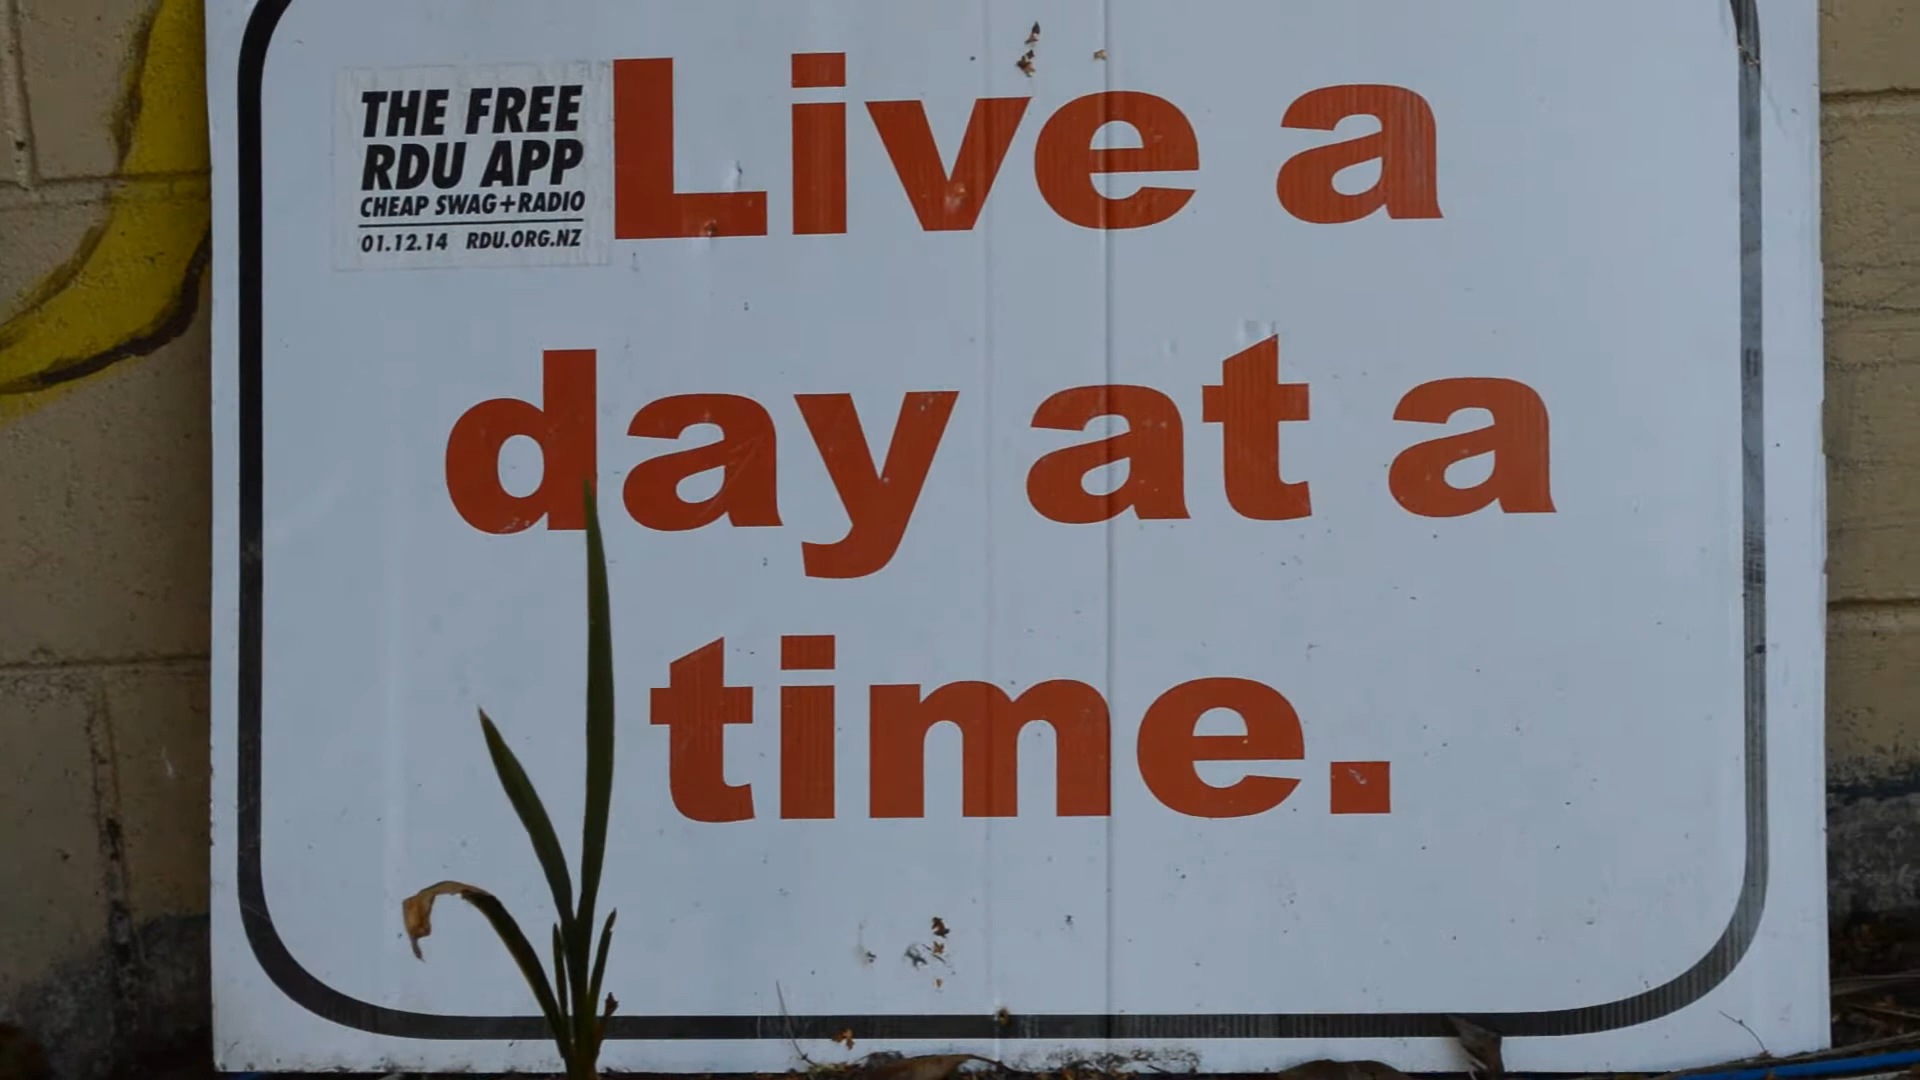 THE FREE
RDU APP
CHEAP SWAG+RADIO
01.12.14 RDU.ORG.NZ
Live a
day at a
time.